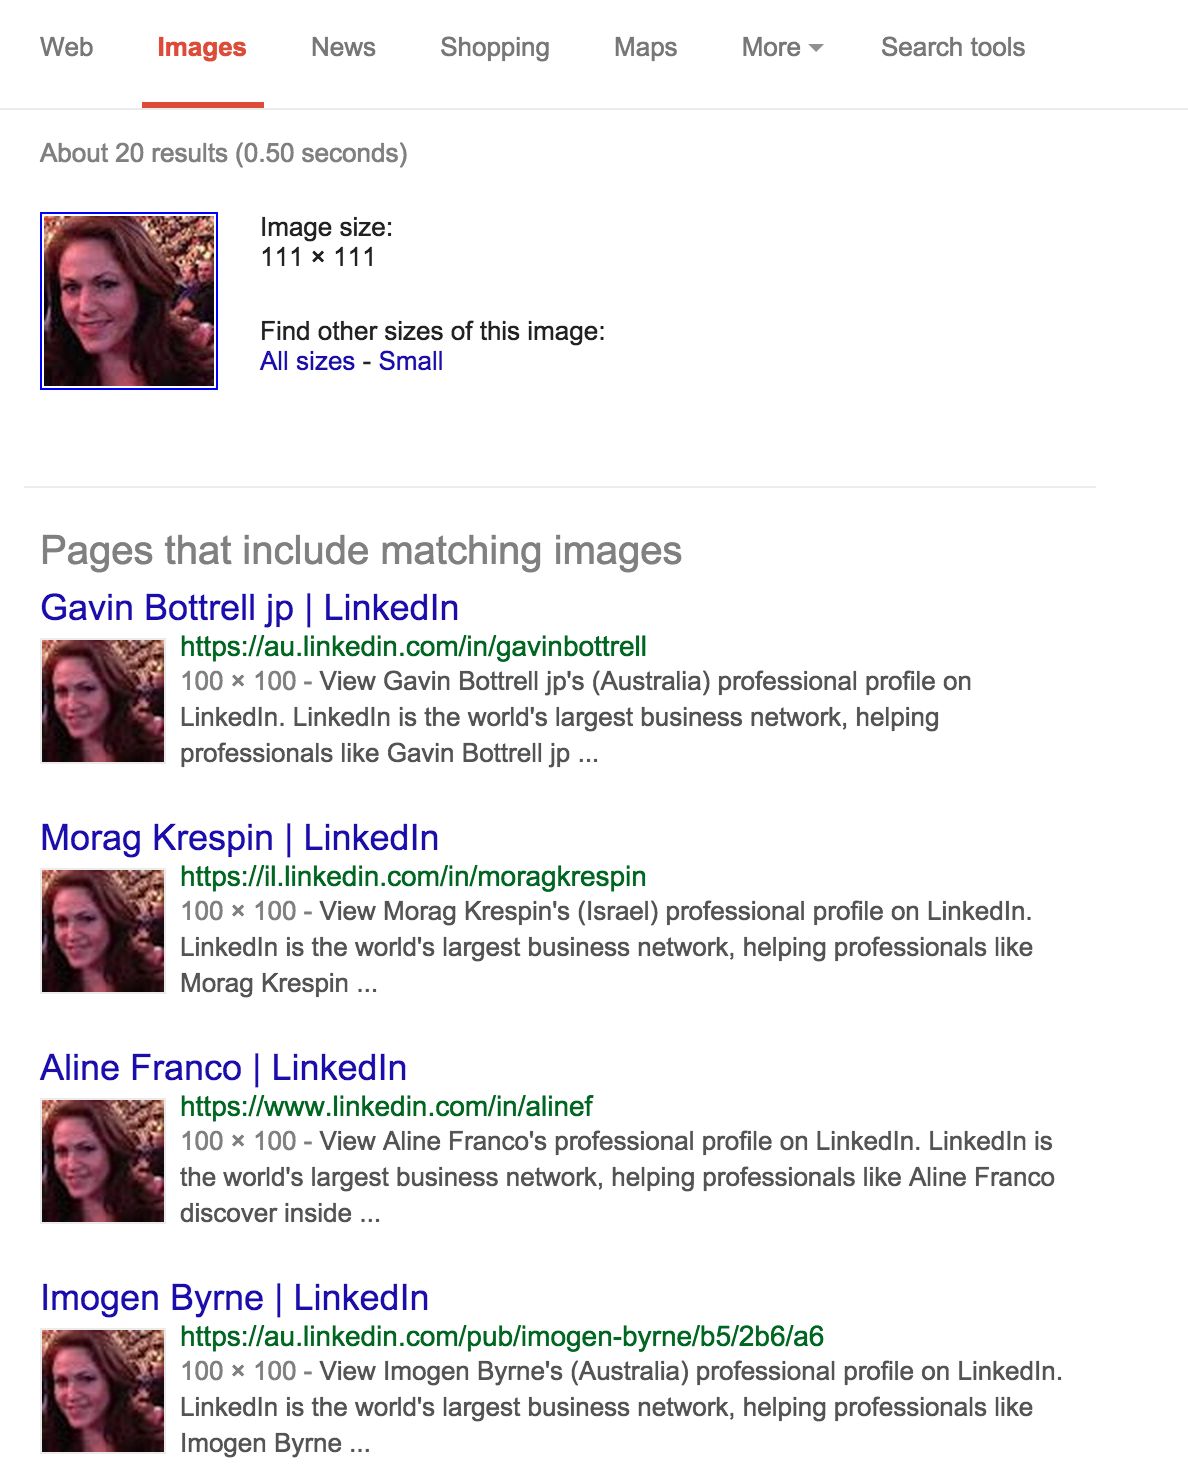 Web Images News Shopping Maps More Search tools
About 20 results (0.50 seconds)
Image size:
111 × 111
Find other sizes of this image:
All sizes - Small
Pages that include matching images
Gavin Bottrell jp | LinkedIn
https://au.linkedin.com/in/gavinbottrell
100 × 100 - View Gavin Bottrell jp's (Australia) professional profile on
LinkedIn. LinkedIn is the world's largest business network, helping
professionals like Gavin Bottrell jp ...
Morag Krespin | LinkedIn
https://il.linkedin.com/in/moragkrespin
100 × 100 - View Morag Krespin's (Israel) professional profile on LinkedIn.
LinkedIn is the world's largest business network, helping professionals like
Morag Krespin ...
Aline Franco | LinkedIn
https://www.linkedin.com/in/alinef
100 × 100 - View Aline Franco's professional profile on LinkedIn. LinkedIn is
the world's largest business network, helping professionals like Aline Franco
discover inside ...
Imogen Byrne | LinkedIn
https://au.linkedin.com/pub/imogen-byrne/b5/2b6/a6
100 × 100 - View Imogen Byrne's (Australia) professional profile on LinkedIn.
LinkedIn is the world's largest business network, helping professionals like
Imogen Byrne ...